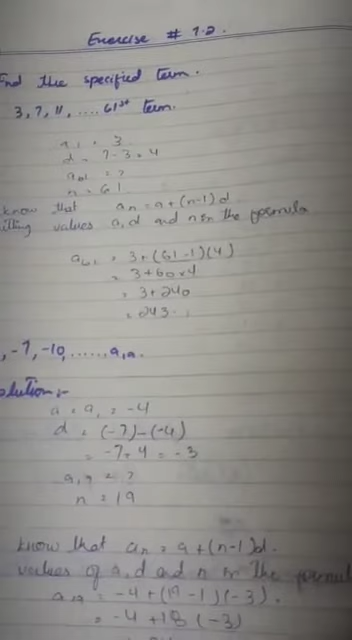 Exercise # 7.2.
Find the specified term.
3, 7, 11, .... 61st term.
a1 = 3
d = 7-3 = 4
a61 = ?
n = 61
know that an = a+(n-1)d
values a, d and n in the formula
a61 = 3+(61-1)(4)
= 3+60×4
= 3+240
= 243.
, -7, -10, ...... a19.
olution:-
a = a1 = -4
d = (-7)-(-4)
= -7+4 = -3
a19 = ?
n = 19
know that an = a+(n-1)d.
values of a, d and n in the formul
a19 = -4+(19-1)(-3).
= -4+18(-3)